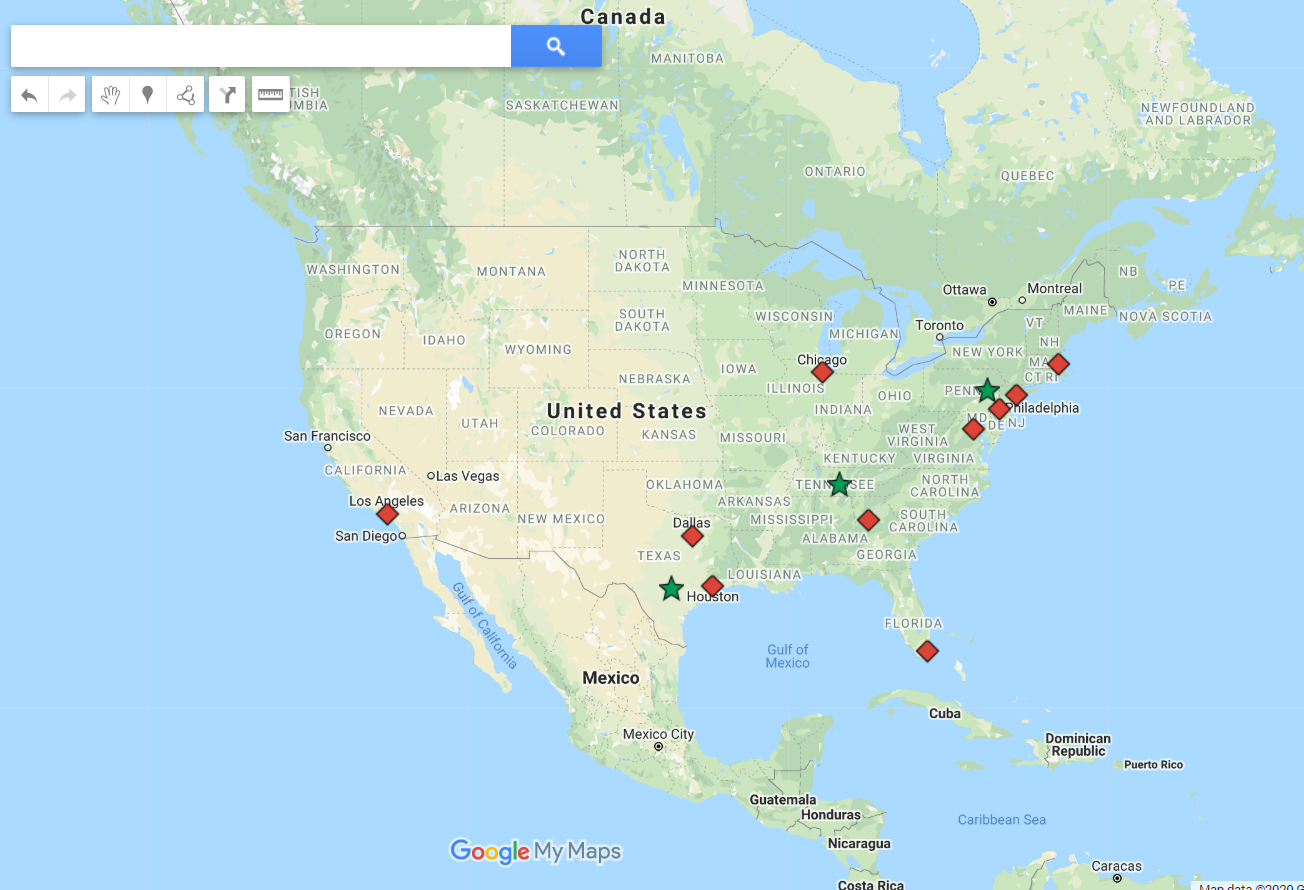 Canada
MANITOBA
TISH
MBIA
SASKATCHEWAN
NEWFOUNDLAND
AND LABRADOR
ONTARIO
QUEBEC
WASHINGTON
MONTANA
NORTH
DAKOTA
MINNESOTA
NB
PE
Ottawa
Montreal
MAINE
NOVA SCOTIA
OREGON
IDAHO
SOUTH
DAKOTA
WISCONSIN
MICHIGAN
Toronto
VT
NH
WYOMING
Chicago
NEW YORK
MA
CT RI
IOWA
NEBRASKA
ILLINOIS
OHIO
PENN
NEVADA
United States
INDIANA
MD
DE
NJ
Philadelphia
UTAH
COLORADO
KANSAS
MISSOURI
WEST
VIRGINIA
San Francisco
KENTUCKY
VIRGINIA
CALIFORNIA
Las Vegas
OKLAHOMA
TENN
SEE
NORTH
CAROLINA
Los Angeles
ARIZONA
NEW MEXICO
ARKANSAS
MISSISSIPPI
SOUTH
CAROLINA
San Diego
Dallas
ALABAMA
TEXAS
GEORGIA
LOUISIANA
Houston
Gulf of California
FLORIDA
Gulf of
Mexico
Mexico
Cuba
Mexico City
Dominican
Republic
Puerto Rico
Guatemala
Honduras
Caribbean Sea
Nicaragua
Google My Maps
Caracas
Costa Rica
Map data ©2020 G